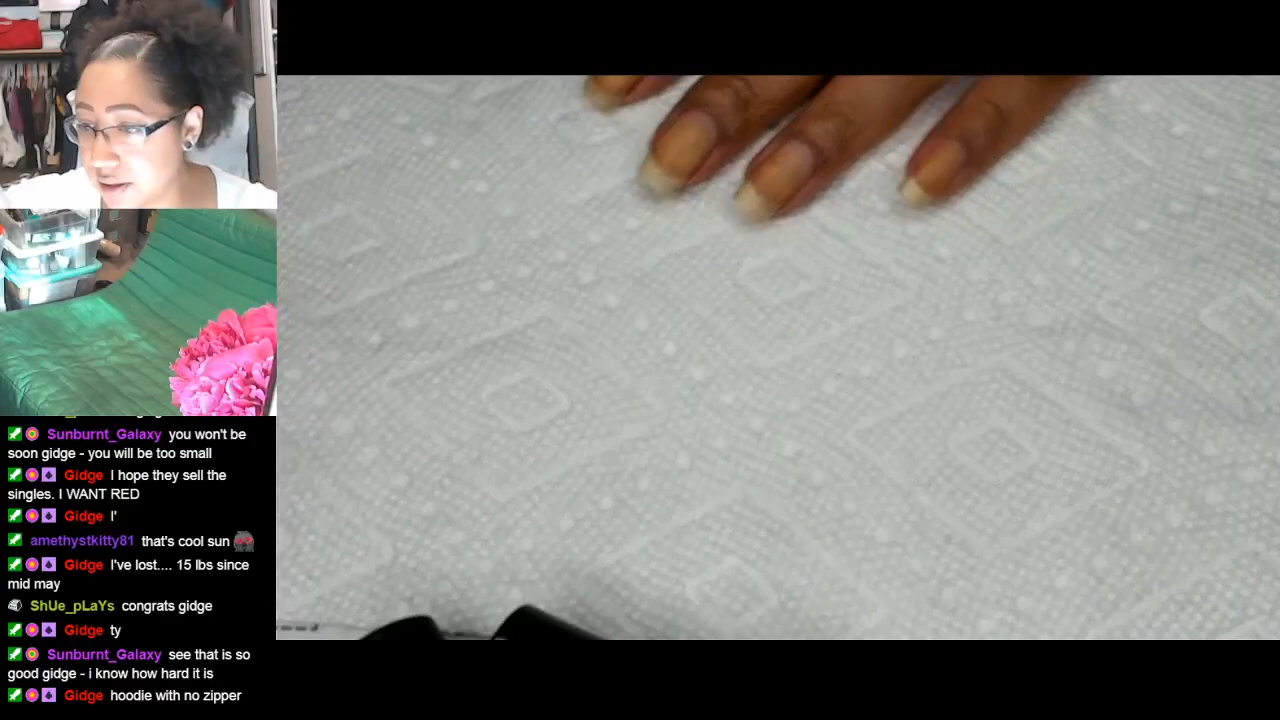 Sunburnt_Galaxy you won't be
soon gidge - you will be too small
Gidge I hope they sell the
singles. I WANT RED
Gidge I'
amethystkitty81 that's cool sun
Gidge I've lost.... 15 lbs since
mid may
ShUe_pLaYs congrats gidge
Gidge ty
Sunburnt_Galaxy see that is so
good gidge - i know how hard it is
Gidge hoodie with no zipper